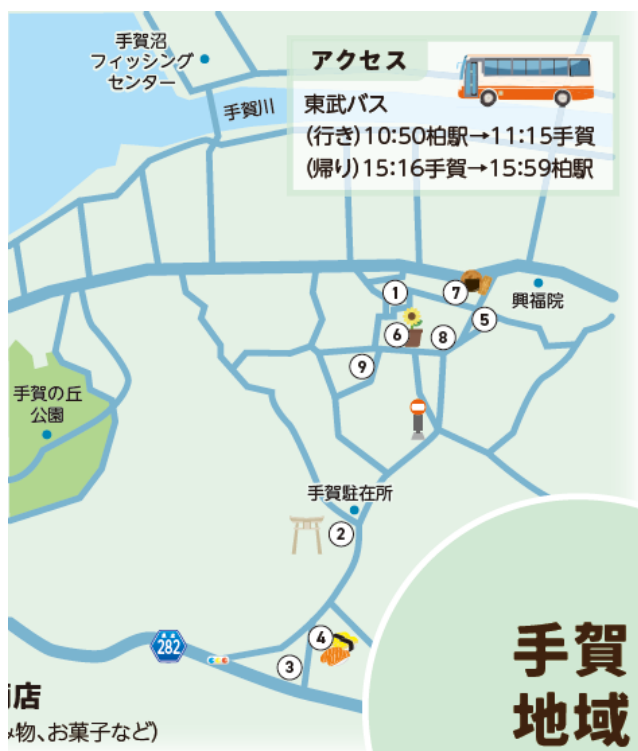 手賀沼
フィッシング
センター
手賀川
アクセス
東武バス
(行き)10:50柏駅→11:15手賀
(帰り)15:16手賀→15:59柏駅
1
7
興福院
5
6
8
9
手賀の丘
公園
手賀駐在所
2
282
4
3
店
物、お菓子など)
手賀
地域